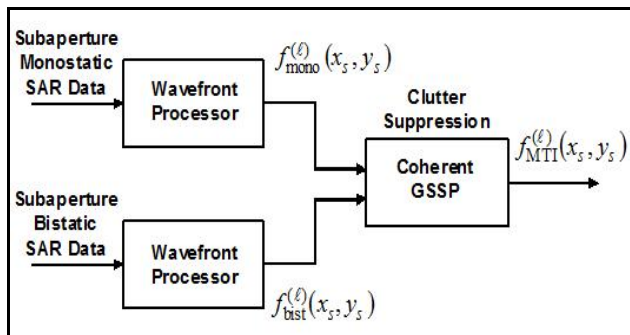 Subaperture
Monostatic
SAR Data
Wavefront
Processor
f_mono^(ℓ)(x_s, y_s)
Clutter
Suppression
Coherent
GSSP
f_MTI^(ℓ)(x_s, y_s)
Subaperture
Bistatic
SAR Data
Wavefront
Processor
f_bist^(ℓ)(x_s, y_s)